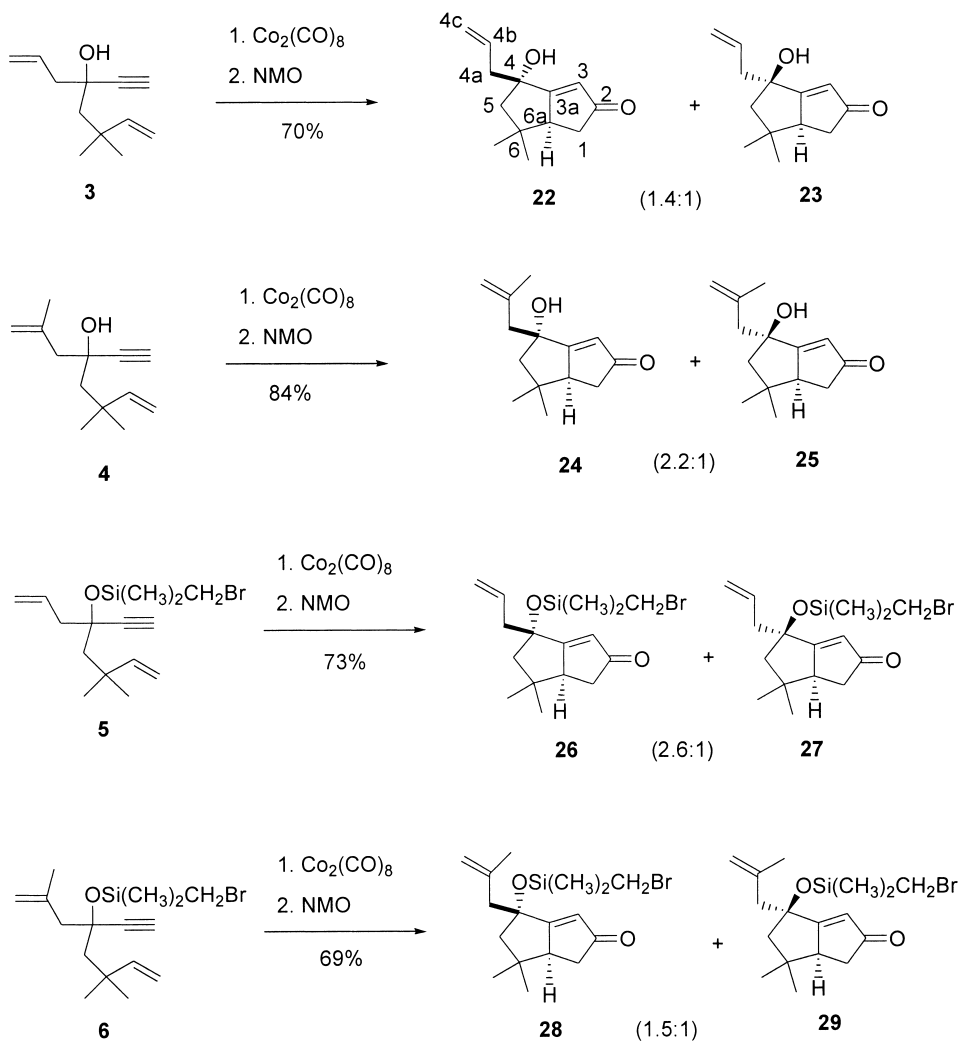 OH
3
1. Co2(CO)8
2. NMO
70%
4c
4b
OH
4
4a
3
5
2
O
3a
6a
6
1
H
22
+
(1.4:1)
OH
O
H
23
OH
4
1. Co2(CO)8
2. NMO
84%
OH
O
H
24
+
(2.2:1)
OH
O
H
25
OSi(CH3)2CH2Br
5
1. Co2(CO)8
2. NMO
73%
OSi(CH3)2CH2Br
O
H
26
+
(2.6:1)
OSi(CH3)2CH2Br
O
H
27
OSi(CH3)2CH2Br
6
1. Co2(CO)8
2. NMO
69%
OSi(CH3)2CH2Br
O
H
28
+
(1.5:1)
OSi(CH3)2CH2Br
O
H
29